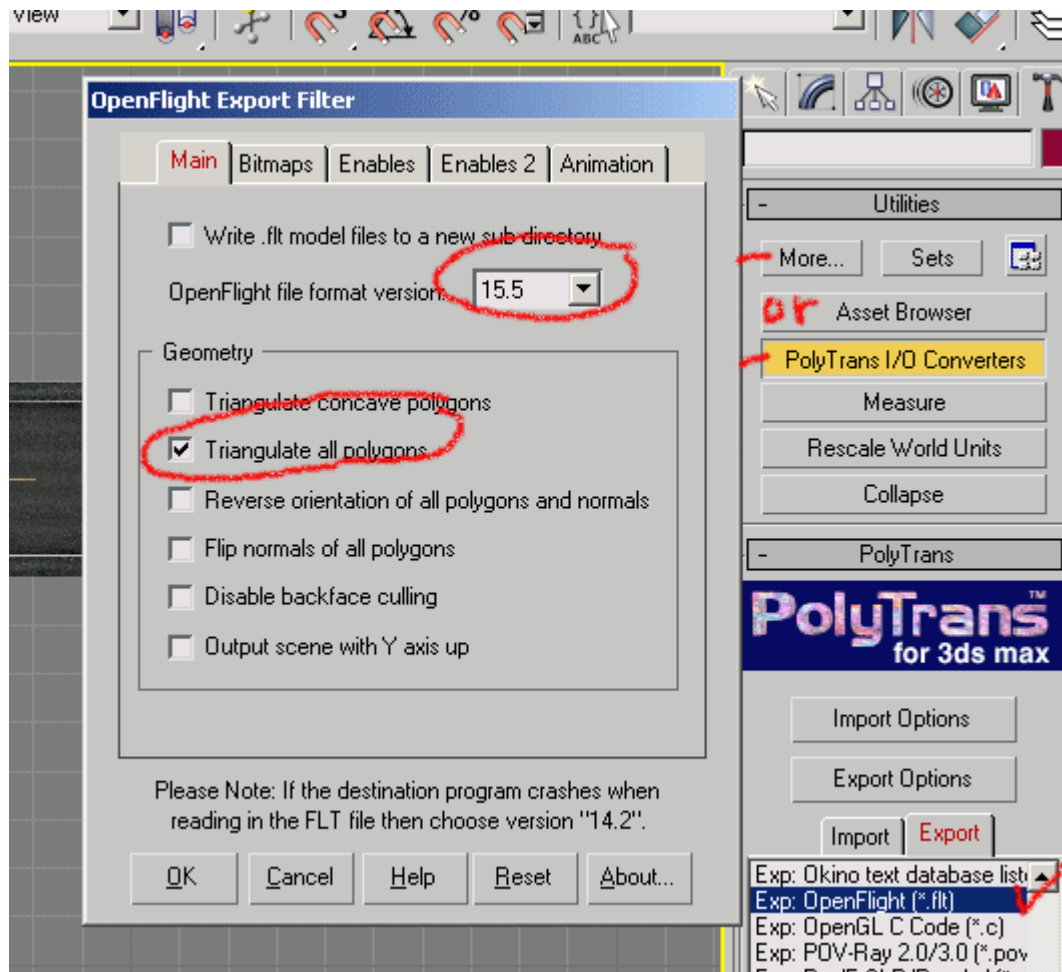 View
OpenFlight Export Filter
Main Bitmaps Enables Enables 2 Animation
Write .flt model files to a new sub directory
OpenFlight file format version: 15.5
Geometry
Triangulate concave polygons
Triangulate all polygons
Reverse orientation of all polygons and normals
Flip normals of all polygons
Disable backface culling
Output scene with Y axis up
Please Note: If the destination program crashes when
reading in the FLT file then choose version "14.2".
OK Cancel Help Reset About...
ABC
Utilities
More... Sets
or Asset Browser
PolyTrans I/O Converters
Measure
Rescale World Units
Collapse
PolyTrans
PolyTrans™
for 3ds max
Import Options
Export Options
Import Export
Exp: Okino text database list
Exp: OpenFlight (*.flt)
Exp: OpenGL C Code (*.c)
Exp: POV-Ray 2.0/3.0 (*.pov